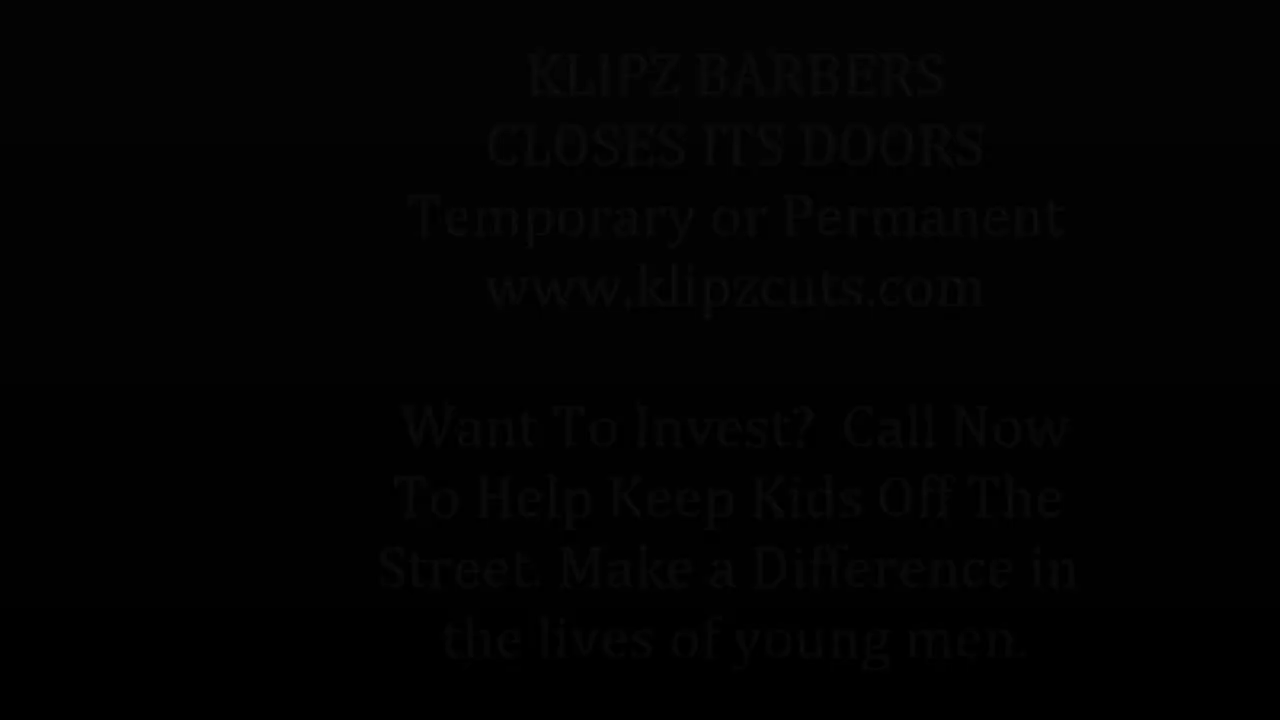 KLIPZ BARBERS
CLOSES ITS DOORS
Temporary or Permanent
www.klipzcuts.com
Want To Invest?  Call Now
To Help Keep Kids Off The
Street. Make a Difference in
the lives of young men.